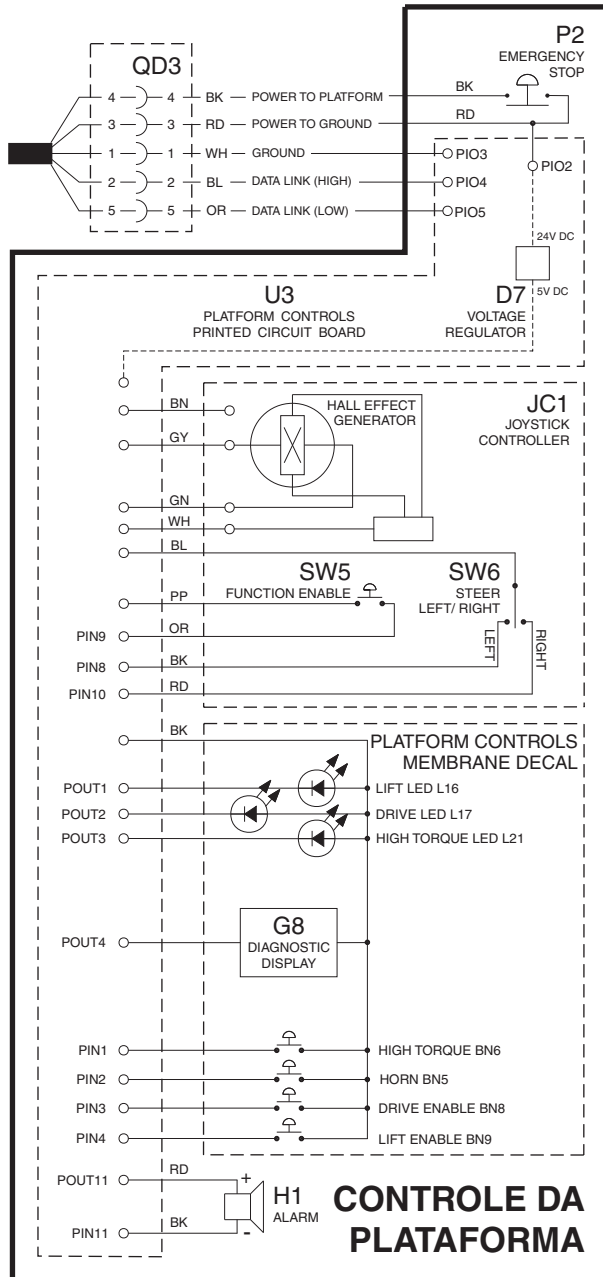 P2
EMERGENCY
STOP
QD3
4 4 BK POWER TO PLATFORM BK
3 3 RD POWER TO GROUND RD
1 1 WH GROUND PIO3
PIO2
2 2 BL DATA LINK (HIGH) PIO4
5 5 OR DATA LINK (LOW) PIO5
24V DC
5V DC
U3
PLATFORM CONTROLS
PRINTED CIRCUIT BOARD
D7
VOLTAGE
REGULATOR
BN
HALL EFFECT
GENERATOR
JC1
JOYSTICK
CONTROLLER
GY
GN
WH
BL
SW5
FUNCTION ENABLE
SW6
STEER
LEFT/ RIGHT
PP
PIN9 OR
LEFT
RIGHT
PIN8 BK
PIN10 RD
BK
PLATFORM CONTROLS
MEMBRANE DECAL
POUT1 LIFT LED L16
POUT2 DRIVE LED L17
POUT3 HIGH TORQUE LED L21
POUT4
G8
DIAGNOSTIC
DISPLAY
PIN1 HIGH TORQUE BN6
PIN2 HORN BN5
PIN3 DRIVE ENABLE BN8
PIN4 LIFT ENABLE BN9
POUT11 RD
+
H1
ALARM
-
PIN11 BK
CONTROLE DA
PLATAFORMA